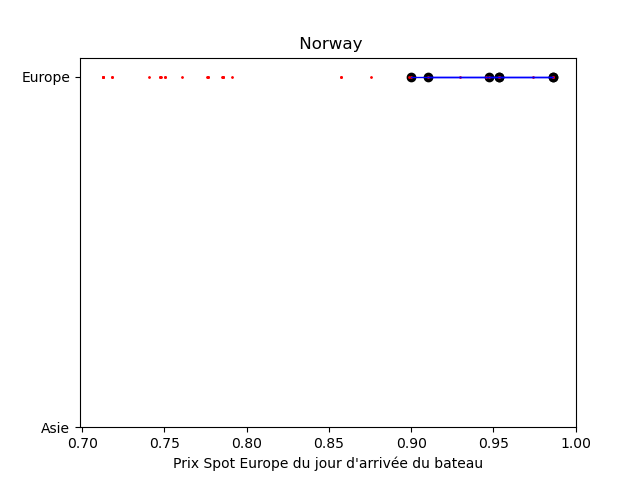 Norway
Europe
Asie
0.70 0.75 0.80 0.85 0.90 0.95 1.00
Prix Spot Europe du jour d'arrivée du bateau